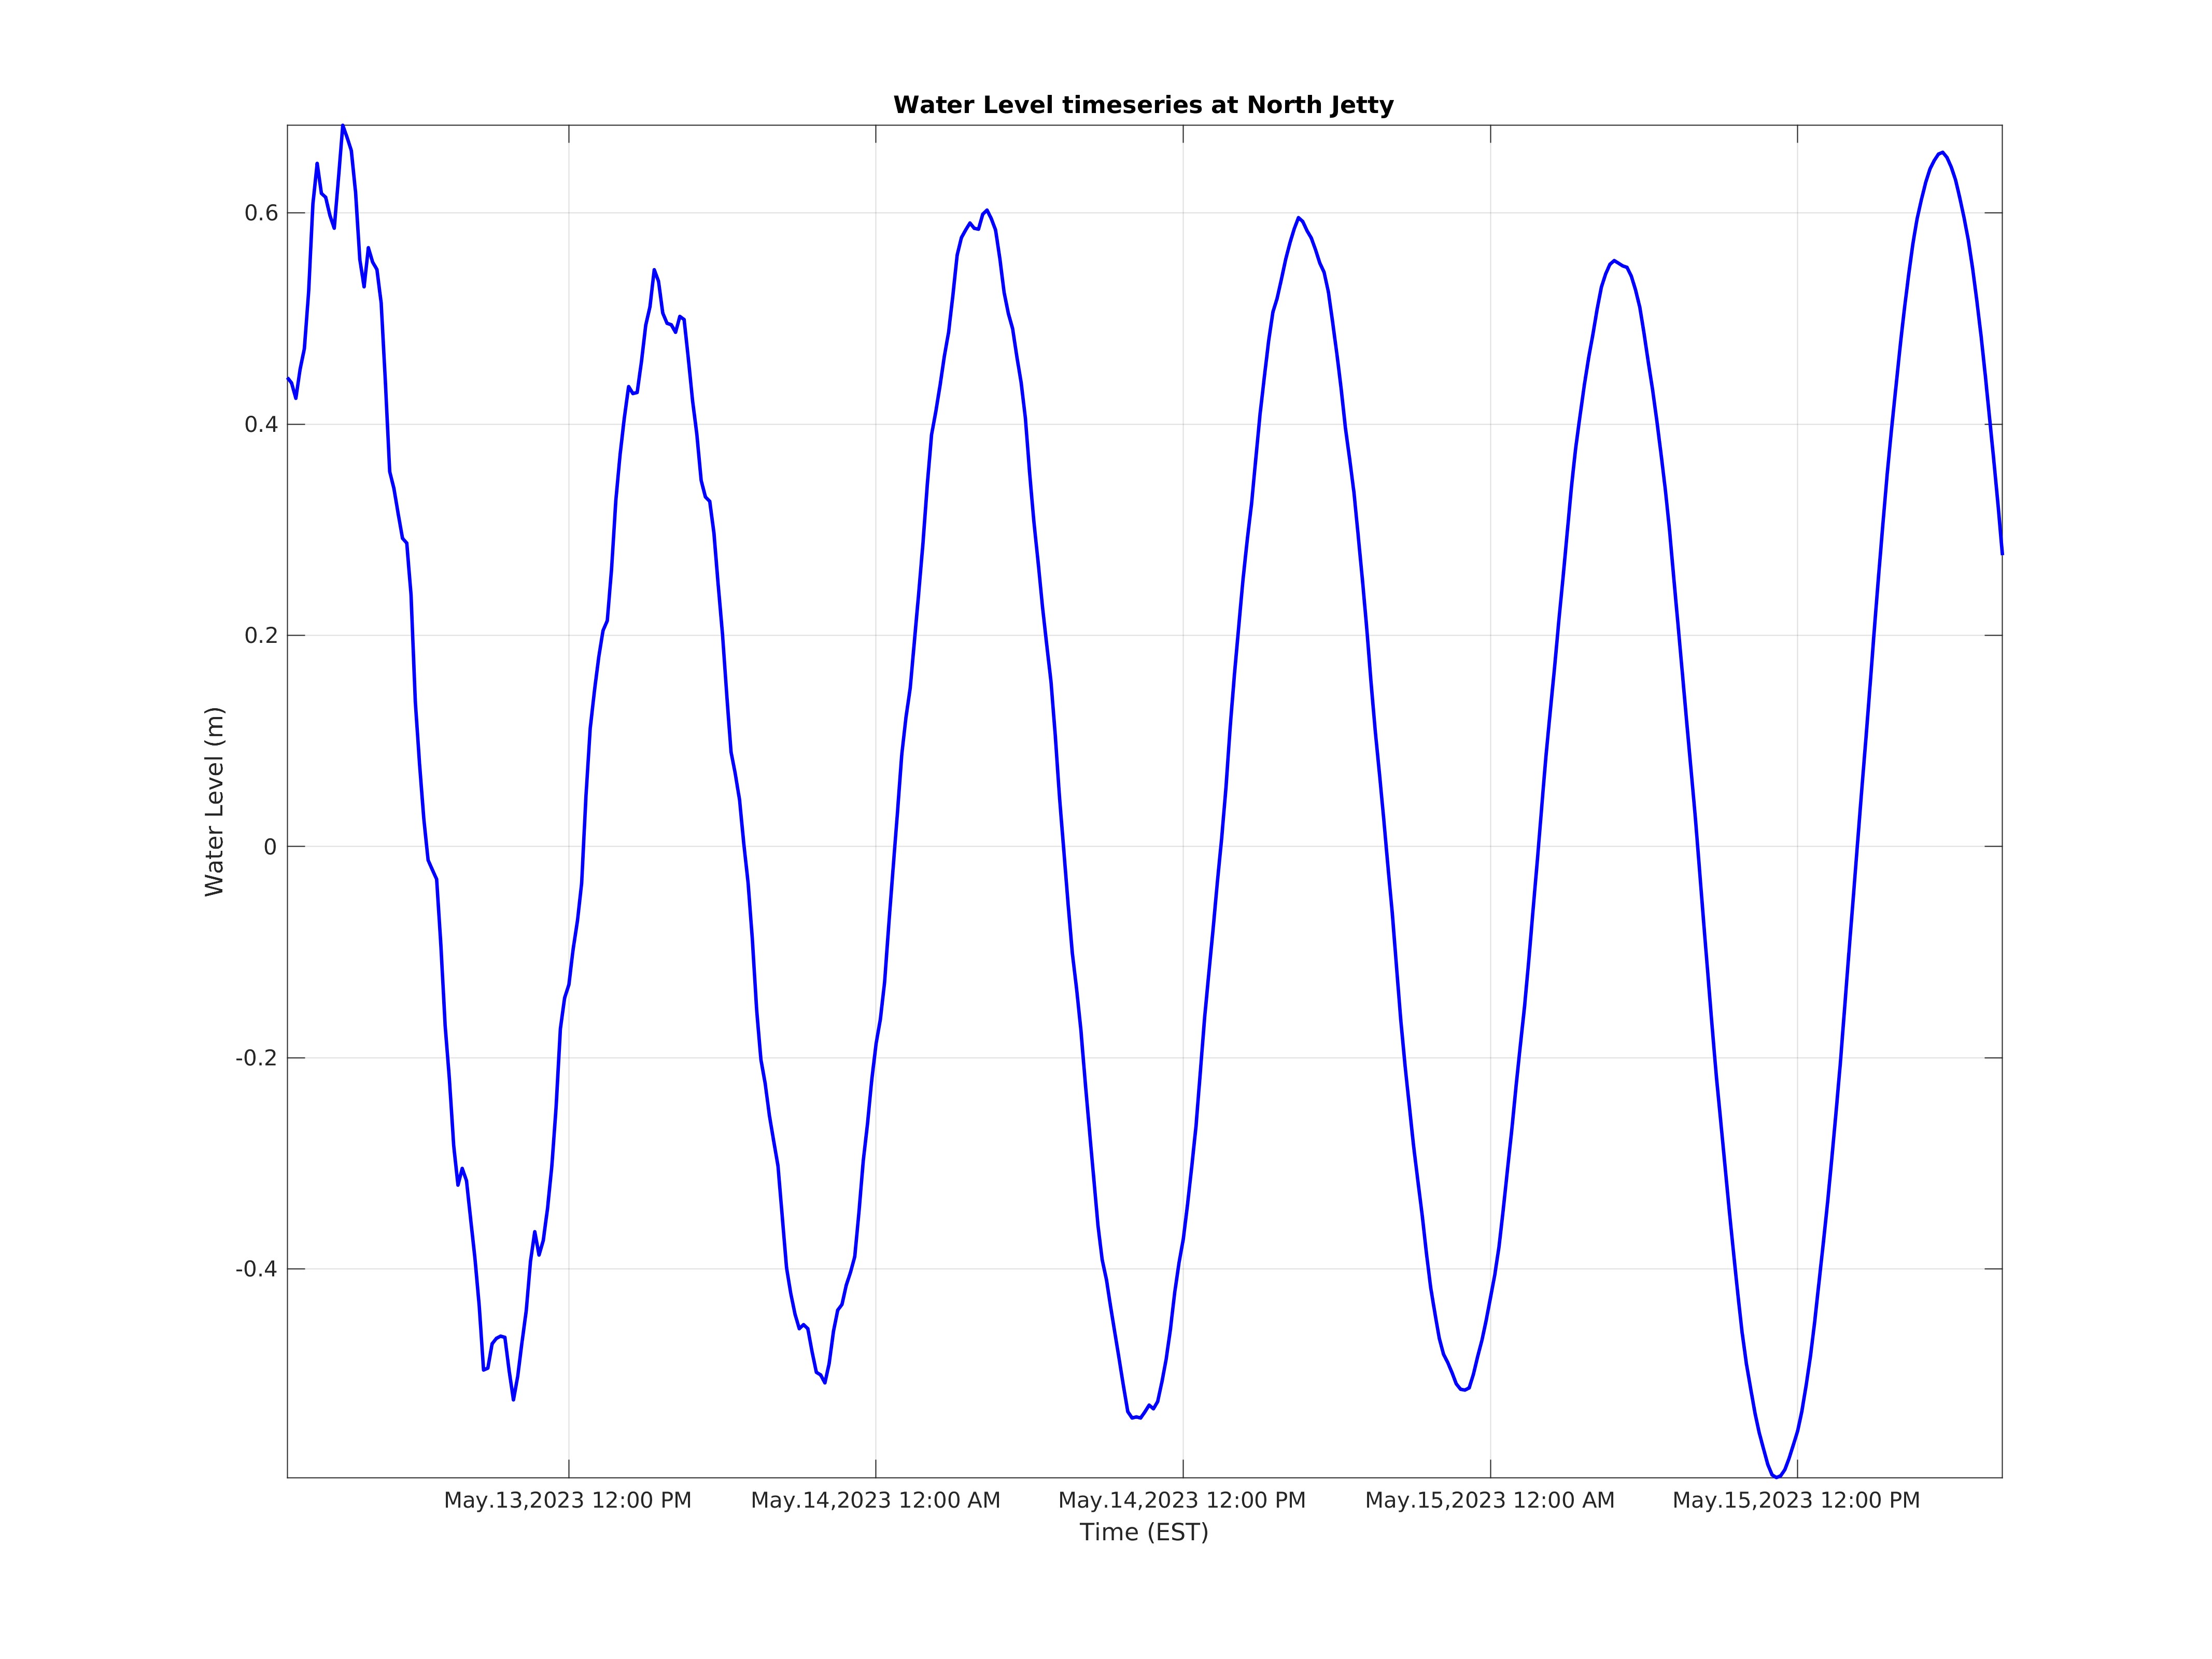 Water Level timeseries at North Jetty
0.6
0.4
0.2
0
-0.2
-0.4
Water Level (m)
May.13,2023 12:00 PM
May.14,2023 12:00 AM
May.14,2023 12:00 PM
May.15,2023 12:00 AM
May.15,2023 12:00 PM
Time (EST)